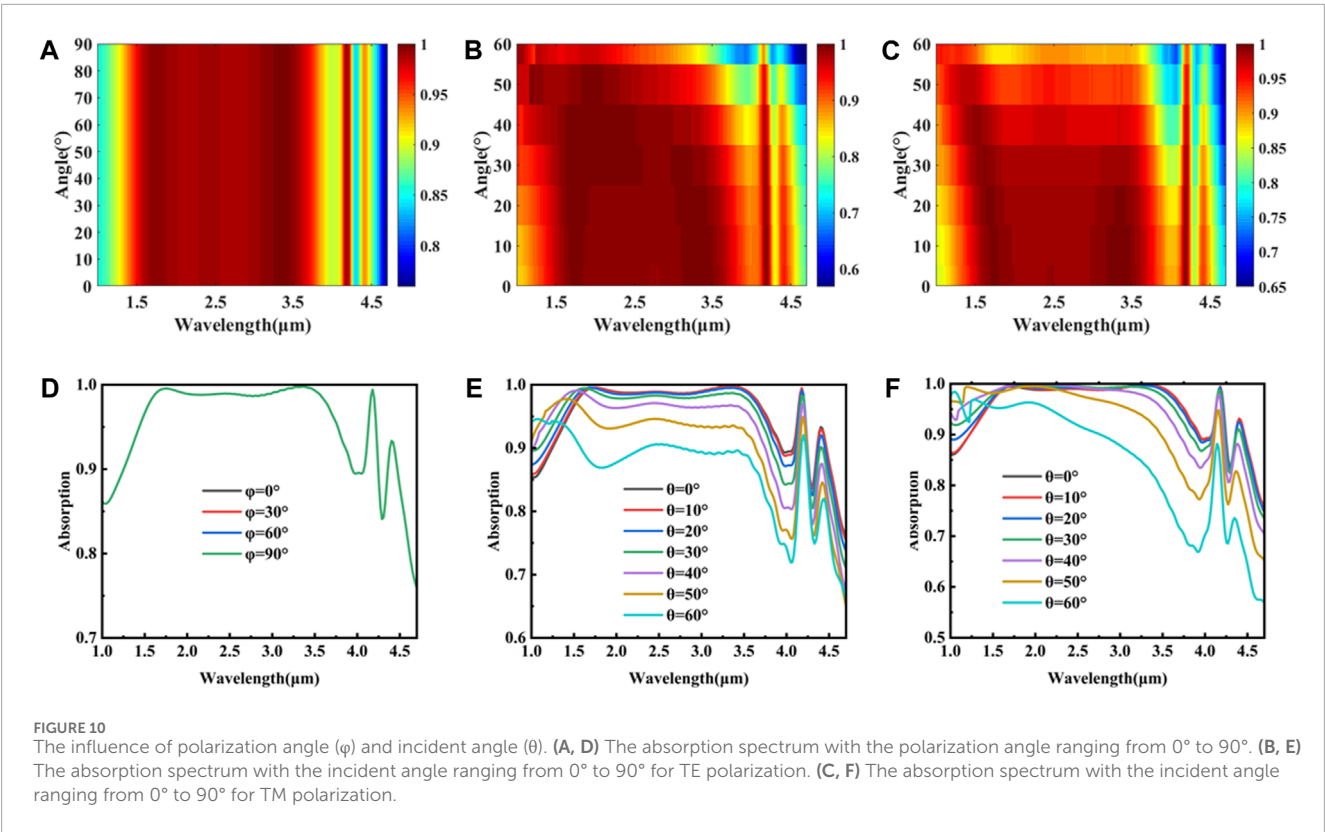 A
90
80
70
60
50
40
30
20
10
0
Angle(°)
1.5 2.5 3.5 4.5
Wavelength(μm)
1
0.95
0.9
0.85
0.8
B
60
50
40
30
20
10
0
Angle(°)
1.5 2.5 3.5 4.5
Wavelength(μm)
1
0.9
0.8
0.7
0.6
C
60
50
40
30
20
10
0
Angle(°)
1.5 2.5 3.5 4.5
Wavelength(μm)
1
0.95
0.9
0.85
0.8
0.75
0.7
0.65
D
1.0
0.9
0.8
0.7
Absorption
φ=0°
φ=30°
φ=60°
φ=90°
1.0 1.5 2.0 2.5 3.0 3.5 4.0 4.5
Wavelength(μm)
E
1.0
0.9
0.8
0.7
0.6
Absorption
θ=0°
θ=10°
θ=20°
θ=30°
θ=40°
θ=50°
θ=60°
1.0 1.5 2.0 2.5 3.0 3.5 4.0 4.5
Wavelength(μm)
F
1.0
0.9
0.8
0.7
0.6
0.5
Absorption
θ=0°
θ=10°
θ=20°
θ=30°
θ=40°
θ=50°
θ=60°
1.0 1.5 2.0 2.5 3.0 3.5 4.0 4.5
Wavelength(μm)
FIGURE 10
The influence of polarization angle (φ) and incident angle (θ). (A, D) The absorption spectrum with the polarization angle ranging from 0° to 90°. (B, E)
The absorption spectrum with the incident angle ranging from 0° to 90° for TE polarization. (C, F) The absorption spectrum with the incident angle
ranging from 0° to 90° for TM polarization.